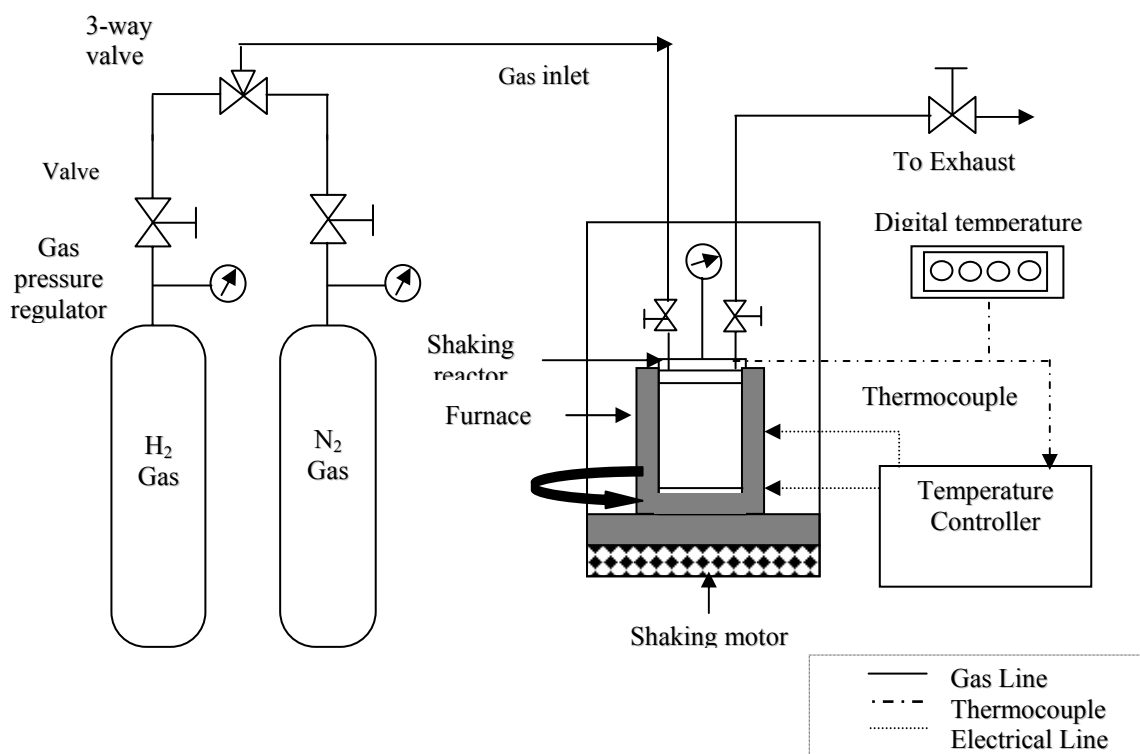 3-way
valve
Gas inlet
To Exhaust
Valve
Digital temperature
Gas
pressure
regulator
Shaking
reactor
Thermocouple
Furnace
H₂
Gas
N₂
Gas
Temperature
Controller
Shaking motor
Gas Line
Thermocouple
Electrical Line